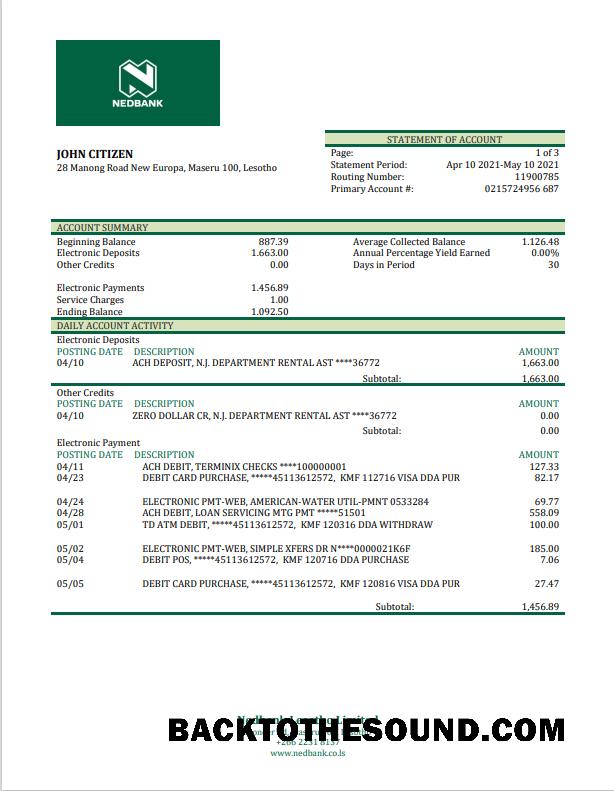 NEDBANK
STATEMENT OF ACCOUNT
JOHN CITIZEN
28 Manong Road New Europa, Maseru 100, Lesotho
Page: 1 of 3
Statement Period: Apr 10 2021-May 10 2021
Routing Number: 11900785
Primary Account #: 0215724956 687
ACCOUNT SUMMARY
Beginning Balance 887.39 Average Collected Balance 1.126.48
Electronic Deposits 1.663.00 Annual Percentage Yield Earned 0.00%
Other Credits 0.00 Days in Period 30
Electronic Payments 1.456.89
Service Charges 1.00
Ending Balance 1.092.50
DAILY ACCOUNT ACTIVITY
Electronic Deposits
POSTING DATE DESCRIPTION AMOUNT
04/10 ACH DEPOSIT, N.J. DEPARTMENT RENTAL AST ****36772 1,663.00
Subtotal: 1,663.00
Other Credits
POSTING DATE DESCRIPTION AMOUNT
04/10 ZERO DOLLAR CR, N.J. DEPARTMENT RENTAL AST ****36772 0.00
Subtotal: 0.00
Electronic Payment
POSTING DATE DESCRIPTION AMOUNT
04/11 ACH DEBIT, TERMINIX CHECKS ****100000001 127.33
04/23 DEBIT CARD PURCHASE, *****45113612572, KMF 112716 VISA DDA PUR 82.17
04/24 ELECTRONIC PMT-WEB, AMERICAN-WATER UTIL-PMNT 0533284 69.77
04/28 ACH DEBIT, LOAN SERVICING MTG PMT *****51501 558.09
05/01 TD ATM DEBIT, *****45113612572, KMF 120316 DDA WITHDRAW 100.00
05/02 ELECTRONIC PMT-WEB, SIMPLE XFERS DR N****0000021K6F 185.00
05/04 DEBIT POS, *****45113612572, KMF 120716 DDA PURCHASE 7.06
05/05 DEBIT CARD PURCHASE, *****45113612572, KMF 120816 VISA DDA PUR 27.47
Subtotal: 1,456.89
Nedbank Lesotho Limited
BACKTOTHESOUND.COM
+266 2231 8137
www.nedbank.co.ls